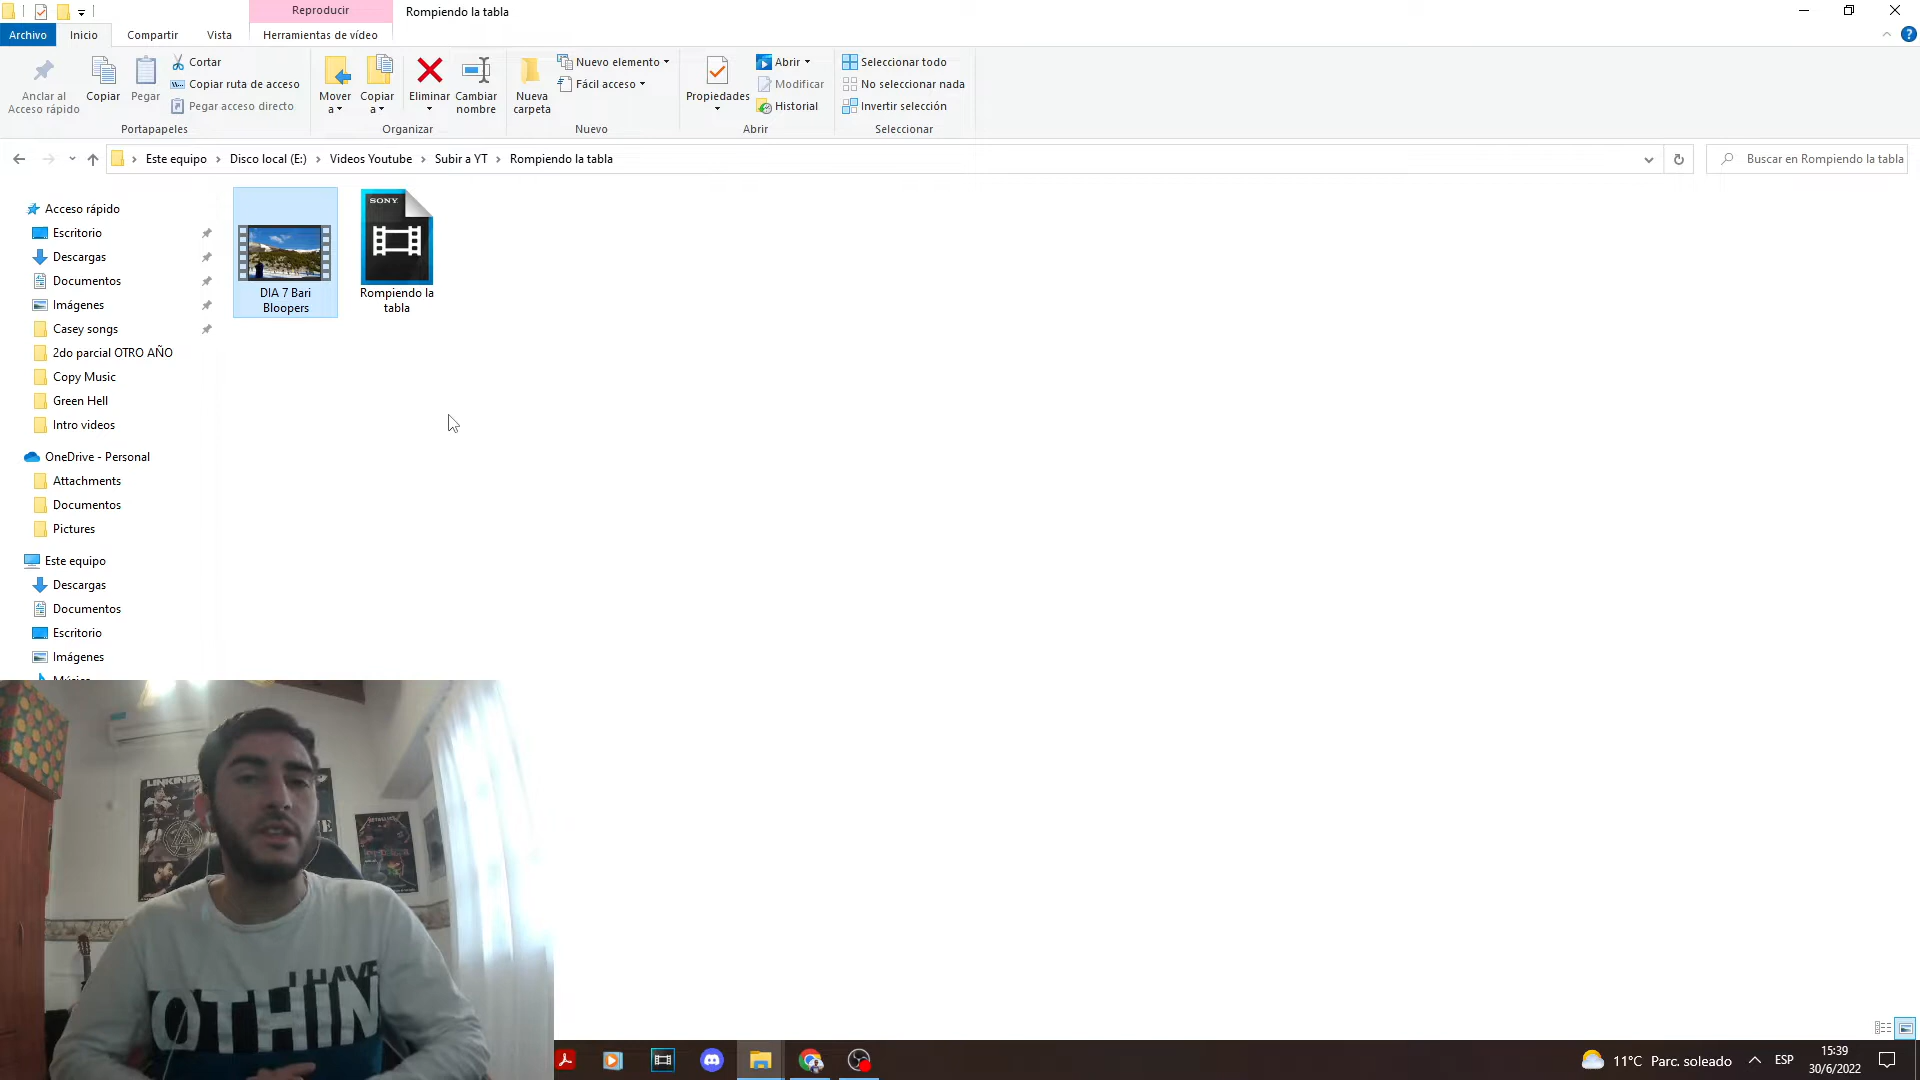 Reproducir
Rompiendo la tabla
Archivo
Inicio
Compartir
Vista
Herramientas de vídeo
Anclar al
Acceso rápido
Copiar
Pegar
Cortar
Copiar ruta de acceso
Pegar acceso directo
Portapapeles
Mover
a
Copiar
a
Eliminar
Cambiar
nombre
Organizar
Nueva
carpeta
Nuevo elemento
Fácil acceso
Nuevo
Propiedades
Abrir
Modificar
Historial
Abrir
Seleccionar todo
No seleccionar nada
Invertir selección
Seleccionar
Este equipo > Disco local (E:) > Videos Youtube > Subir a YT > Rompiendo la tabla
Buscar en Rompiendo la tabla
Acceso rápido
Escritorio
Descargas
Documentos
Imágenes
Casey songs
2do parcial OTRO AÑO
Copy Music
Green Hell
Intro videos
OneDrive - Personal
Attachments
Documentos
Pictures
Este equipo
Descargas
Documentos
Escritorio
Imágenes
DIA 7 Bari
Bloopers
SONY
Rompiendo la
tabla
LINKIN PA
METALLICA
I HAVE
OTHIN
11°C Parc. soleado
ESP
15:39
30/6/2022